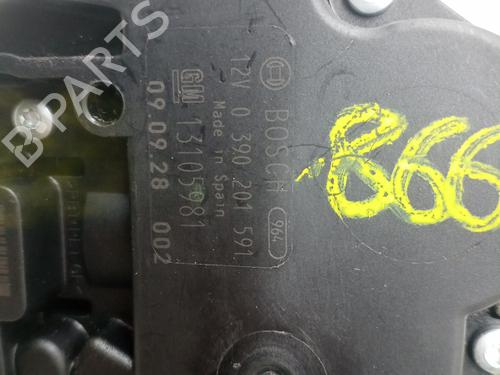 BOSCH 964
12V 0 390 201 591
Made in Spain
GM 13105981
09.09.28 002
866
B-PARTS